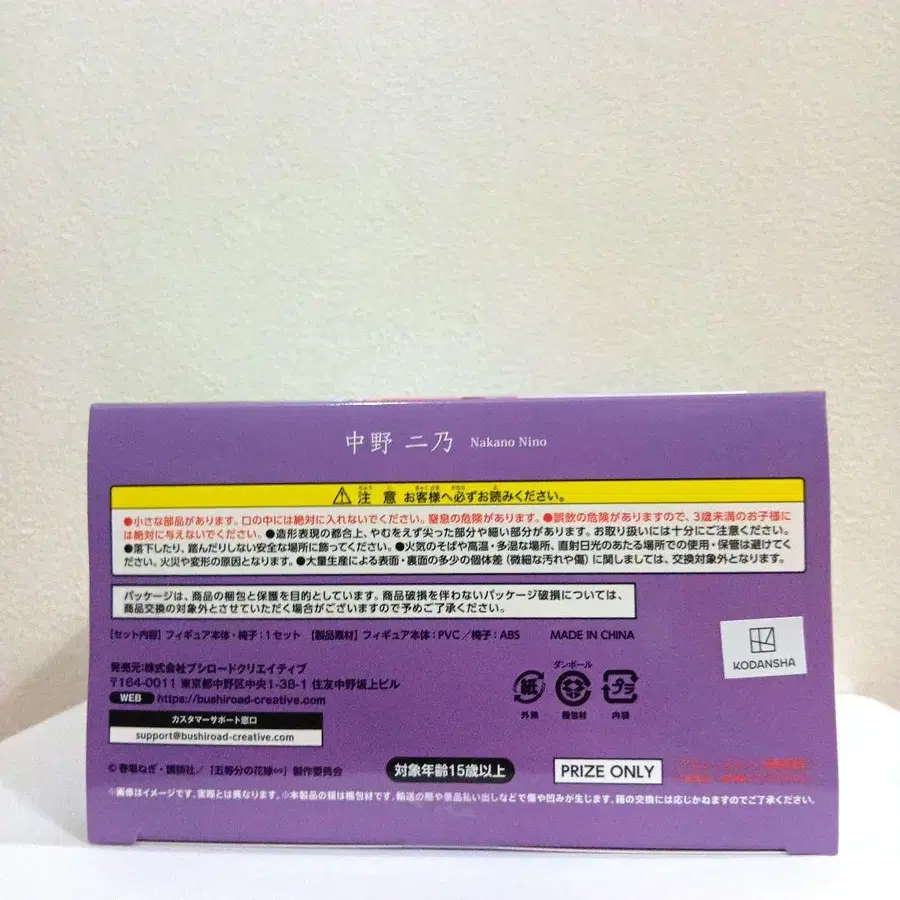 中野 二乃 Nakano Nino
注意 お客様へ必ずお読みください。
●小さな部品があります。口の中には絶対に入れないでください。窒息の危険があります。●誤飲の危険がありますので、3歳未満のお子様に
は絶対に与えないでください。●造形表現の都合上、やむをえず尖った部分や細い部分があります。お取り扱いには十分にご注意ください。
●落下したり、踏んだりしない安全な場所に飾ってください。●火気のそばや高温・多湿な場所、直射日光のあたる場所での使用・保管は避けてく
ださい。火災や変形の原因となります。●大量生産による表面・裏面の多少の個体差(微細な汚れや傷)に関しましては、交換対象外となります。
パッケージは、商品の梱包と保護を目的としています。商品破損を伴わないパッケージ破損については、
商品交換の対象外とさせていただく場合がございますので予めご了承ください。
【セット内容】フィギュア本体・椅子:1セット 【製品素材】フィギュア本体:PVC/椅子:ABS MADE IN CHINA
KODANSHA
発売元:株式会社ブシロードクリエイティブ
〒164-0011 東京都中野区中央1-38-1 住友中野坂上ビル
WEB https://bushiroad-creative.com
カスタマーサポート窓口
support@bushiroad-creative.com
ダンボール
紙 プラ
外箱 梱包材 内袋
©春場ねぎ・講談社/「五等分の花嫁∽」製作委員会
対象年齢15歳以上
PRIZE ONLY
※画像はイメージです。実際とは異なります。※本製品の箱は梱包材です。輸送の際や景品払い出しなどで傷や凹みが生じます。箱の交換には応じかねますのでご了承ください。